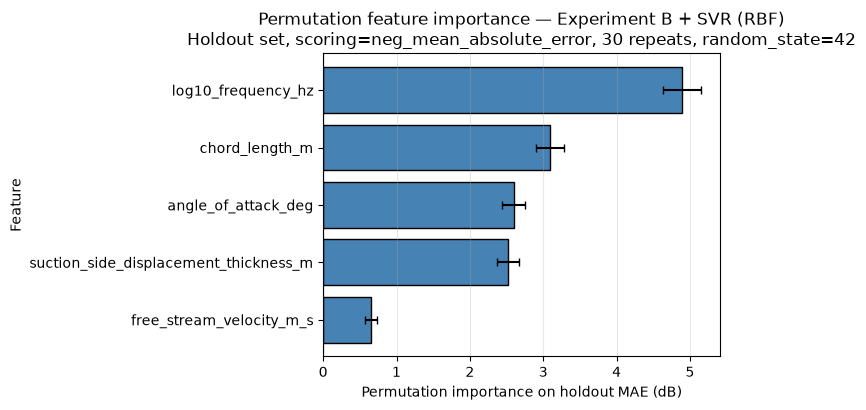 Permutation feature importance — Experiment B + SVR (RBF)
Holdout set, scoring=neg_mean_absolute_error, 30 repeats, random_state=42
Feature
log10_frequency_hz
chord_length_m
angle_of_attack_deg
suction_side_displacement_thickness_m
free_stream_velocity_m_s
0 1 2 3 4 5
Permutation importance on holdout MAE (dB)